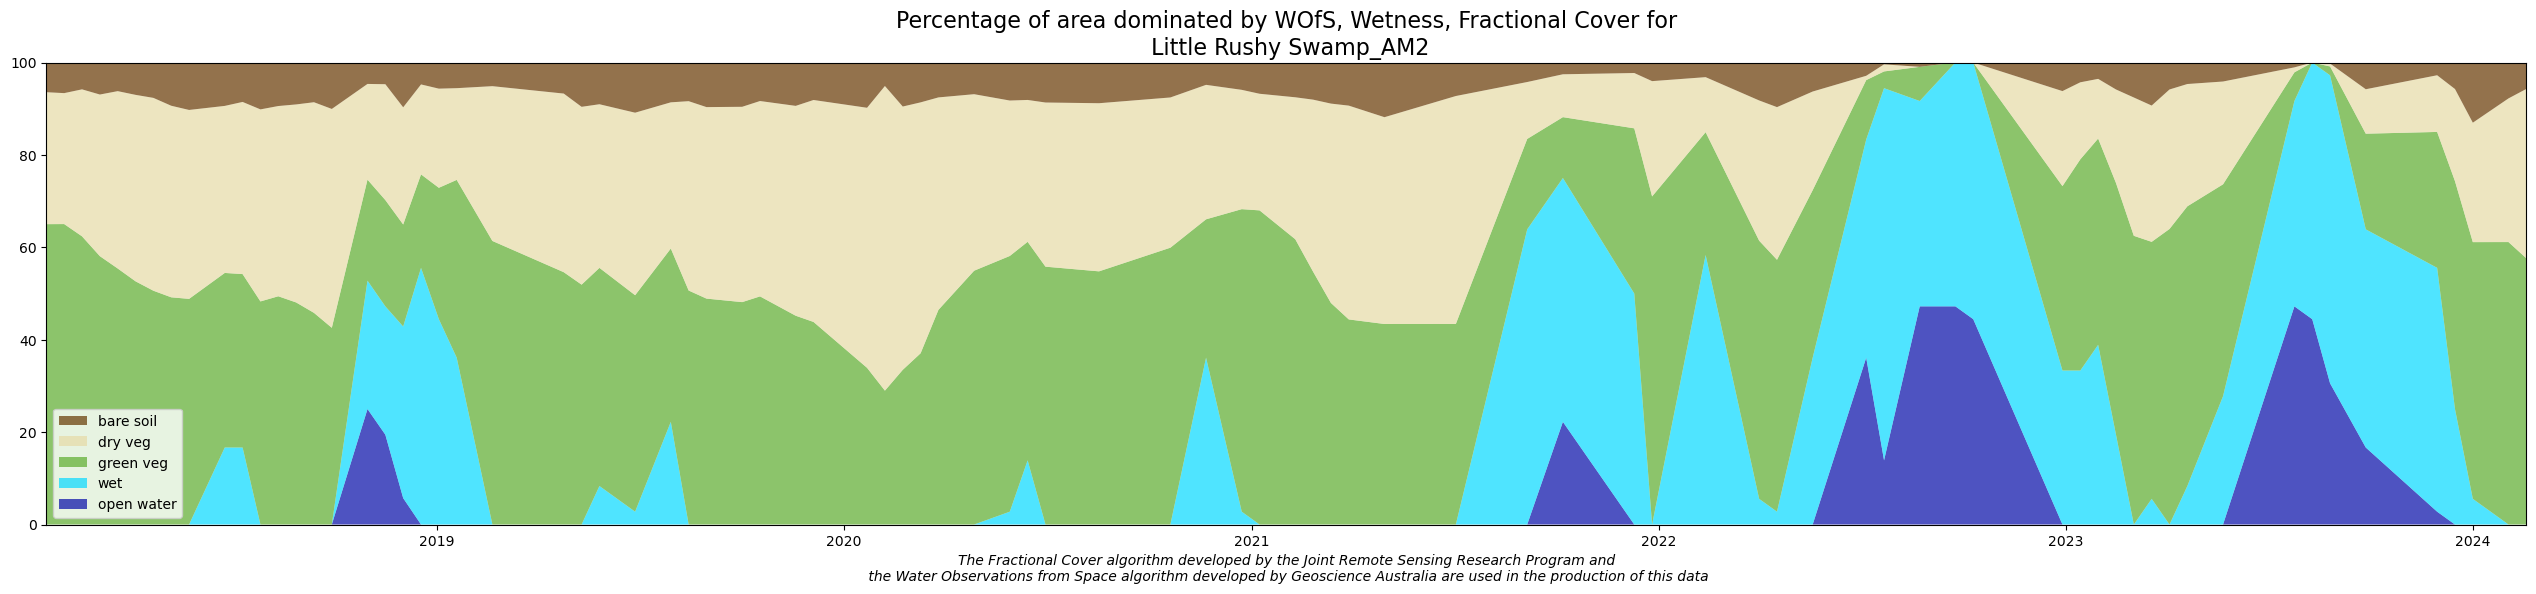 Percentage of area dominated by WOfS, Wetness, Fractional Cover for
Little Rushy Swamp_AM2
100
80
60
40
20
0
bare soil
dry veg
green veg
wet
open water
2019 2020 2021 2022 2023 2024
The Fractional Cover algorithm developed by the Joint Remote Sensing Research Program and
the Water Observations from Space algorithm developed by Geoscience Australia are used in the production of this data